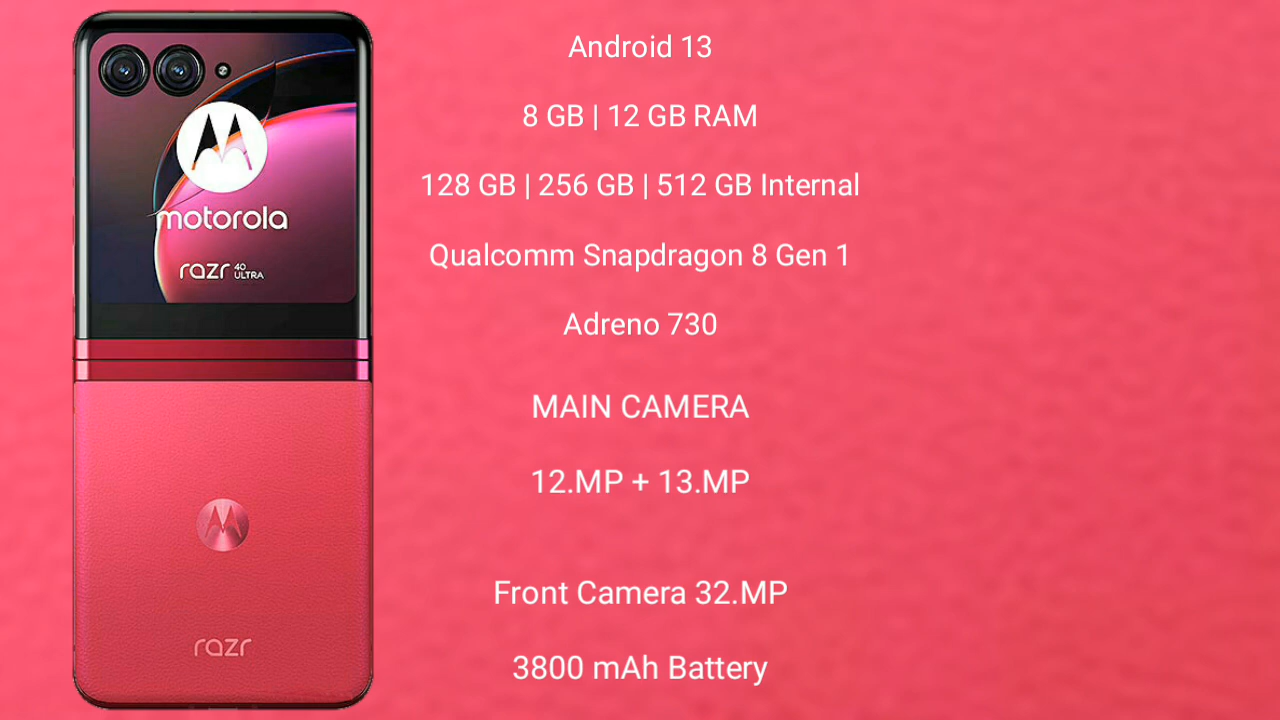 motorola
razr 40 ULTRA
razr
Android 13
8 GB | 12 GB RAM
128 GB | 256 GB | 512 GB Internal
Qualcomm Snapdragon 8 Gen 1
Adreno 730
MAIN CAMERA
12.MP + 13.MP
Front Camera 32.MP
3800 mAh Battery